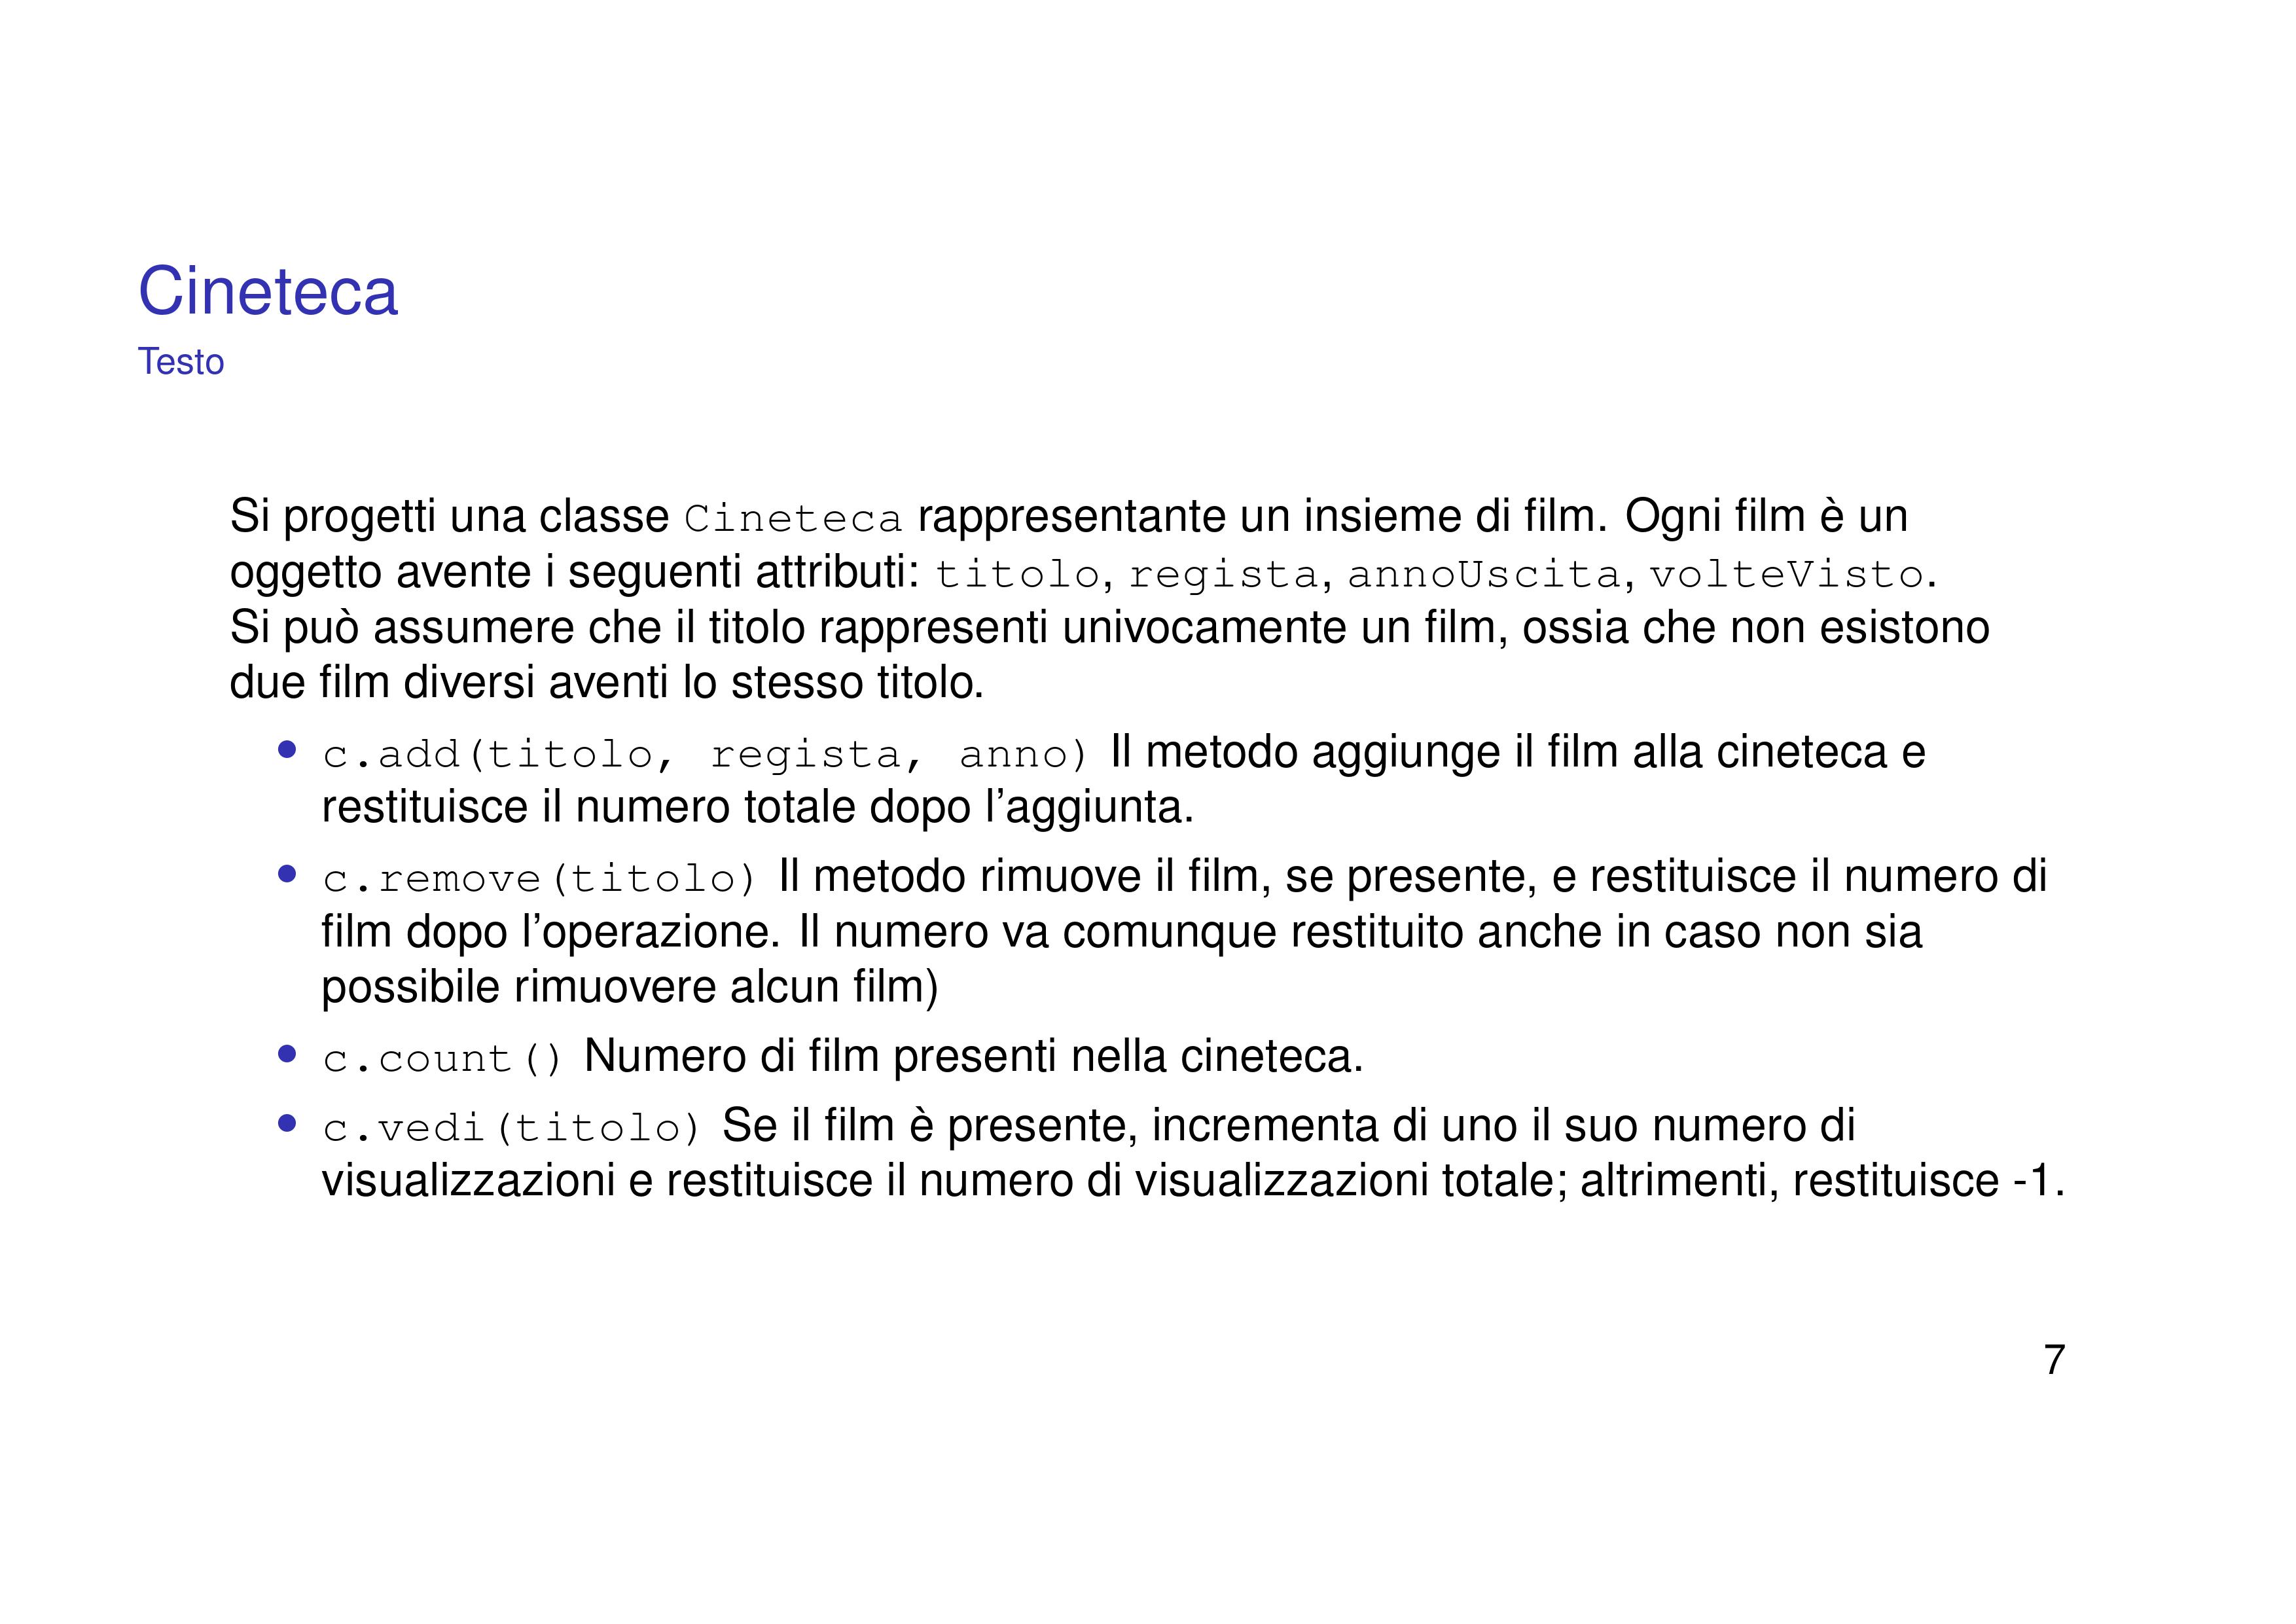 Cineteca
Testo
Si progetti una classe Cineteca rappresentante un insieme di film. Ogni film è un
oggetto avente i seguenti attributi: titolo, regista, annoUscita, volteVisto.
Si può assumere che il titolo rappresenti univocamente un film, ossia che non esistono
due film diversi aventi lo stesso titolo.
• c.add(titolo, regista, anno) Il metodo aggiunge il film alla cineteca e
restituisce il numero totale dopo l'aggiunta.
• c.remove(titolo) Il metodo rimuove il film, se presente, e restituisce il numero di
film dopo l'operazione. Il numero va comunque restituito anche in caso non sia
possibile rimuovere alcun film)
• c.count() Numero di film presenti nella cineteca.
• c.vedi(titolo) Se il film è presente, incrementa di uno il suo numero di
visualizzazioni e restituisce il numero di visualizzazioni totale; altrimenti, restituisce -1.
7